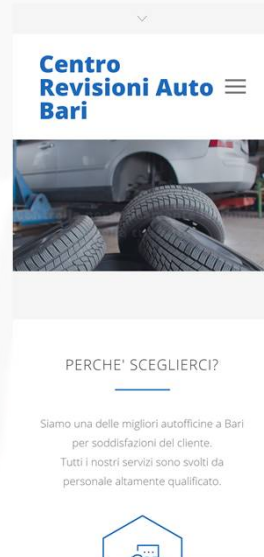 Centro
Revisioni Auto
Bari
PERCHE' SCEGLIERCI?
Siamo una delle migliori autofficine a Bari
per soddisfazioni del cliente.
Tutti i nostri servizi sono svolti da
personale altamente qualificato.